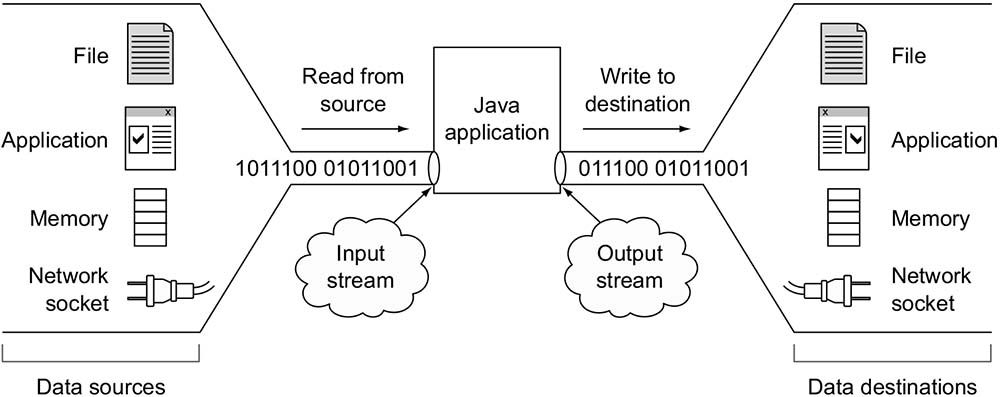 File
Application
Memory
Network
socket
Data sources
Read from
source
1011100 01011001
Input
stream
Java
application
Write to
destination
011100 01011001
Output
stream
File
Application
Memory
Network
socket
Data destinations
x
x